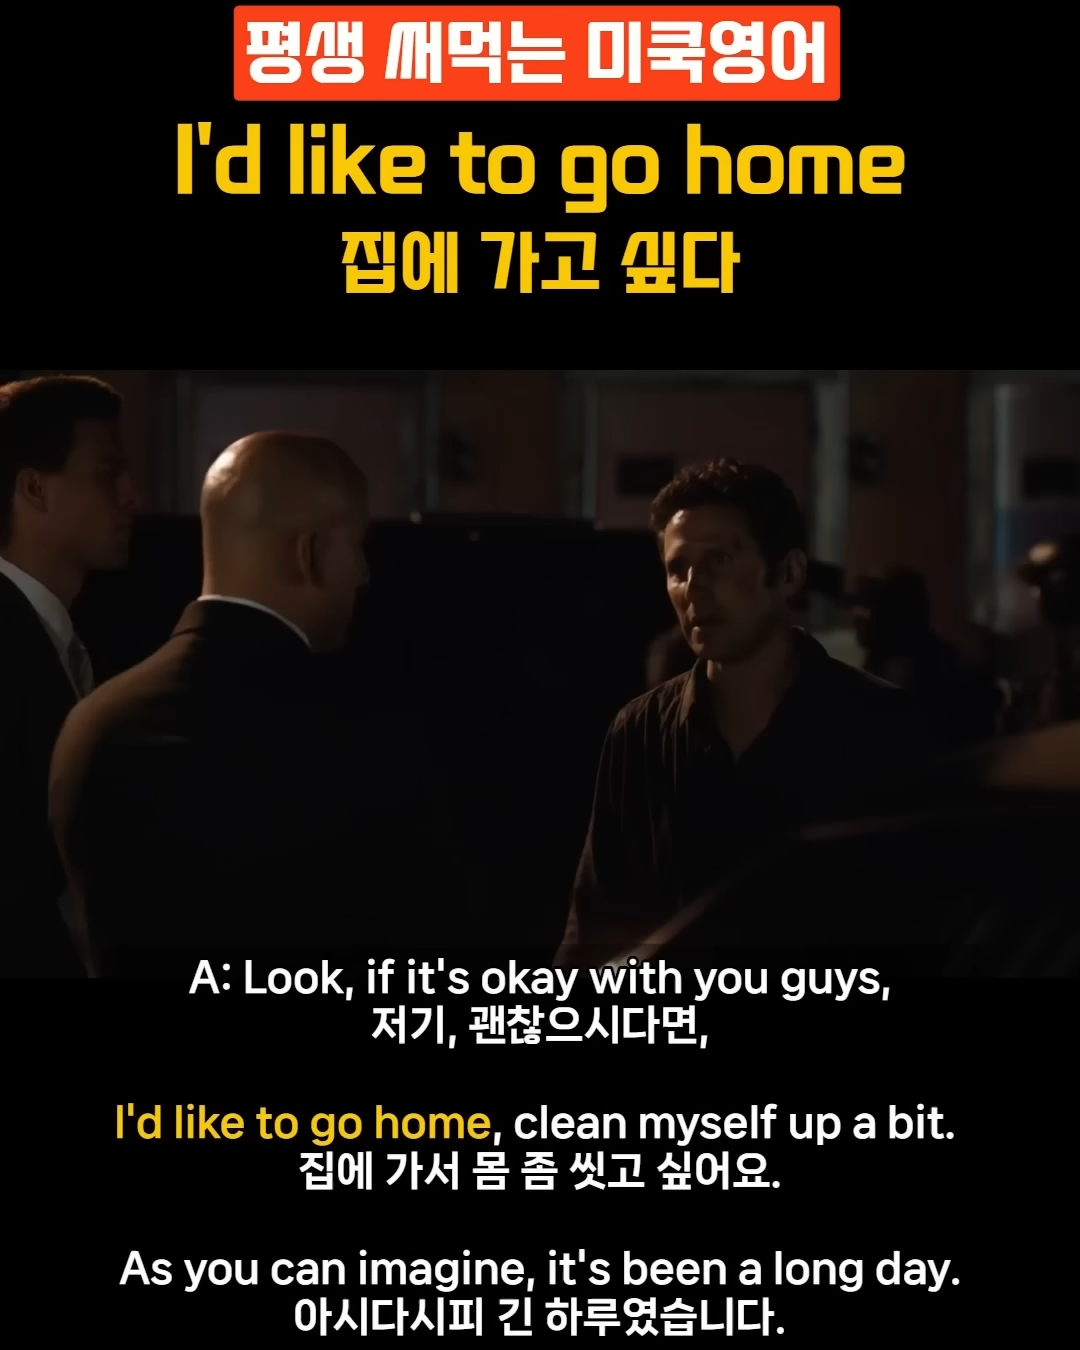 평생 써먹는 미쿡영어
I'd like to go home
집에 가고 싶다
A: Look, if it's okay with you guys,
저기, 괜찮으시다면,
I'd like to go home, clean myself up a bit.
집에 가서 몸 좀 씻고 싶어요.
As you can imagine, it's been a long day.
아시다시피 긴 하루였습니다.